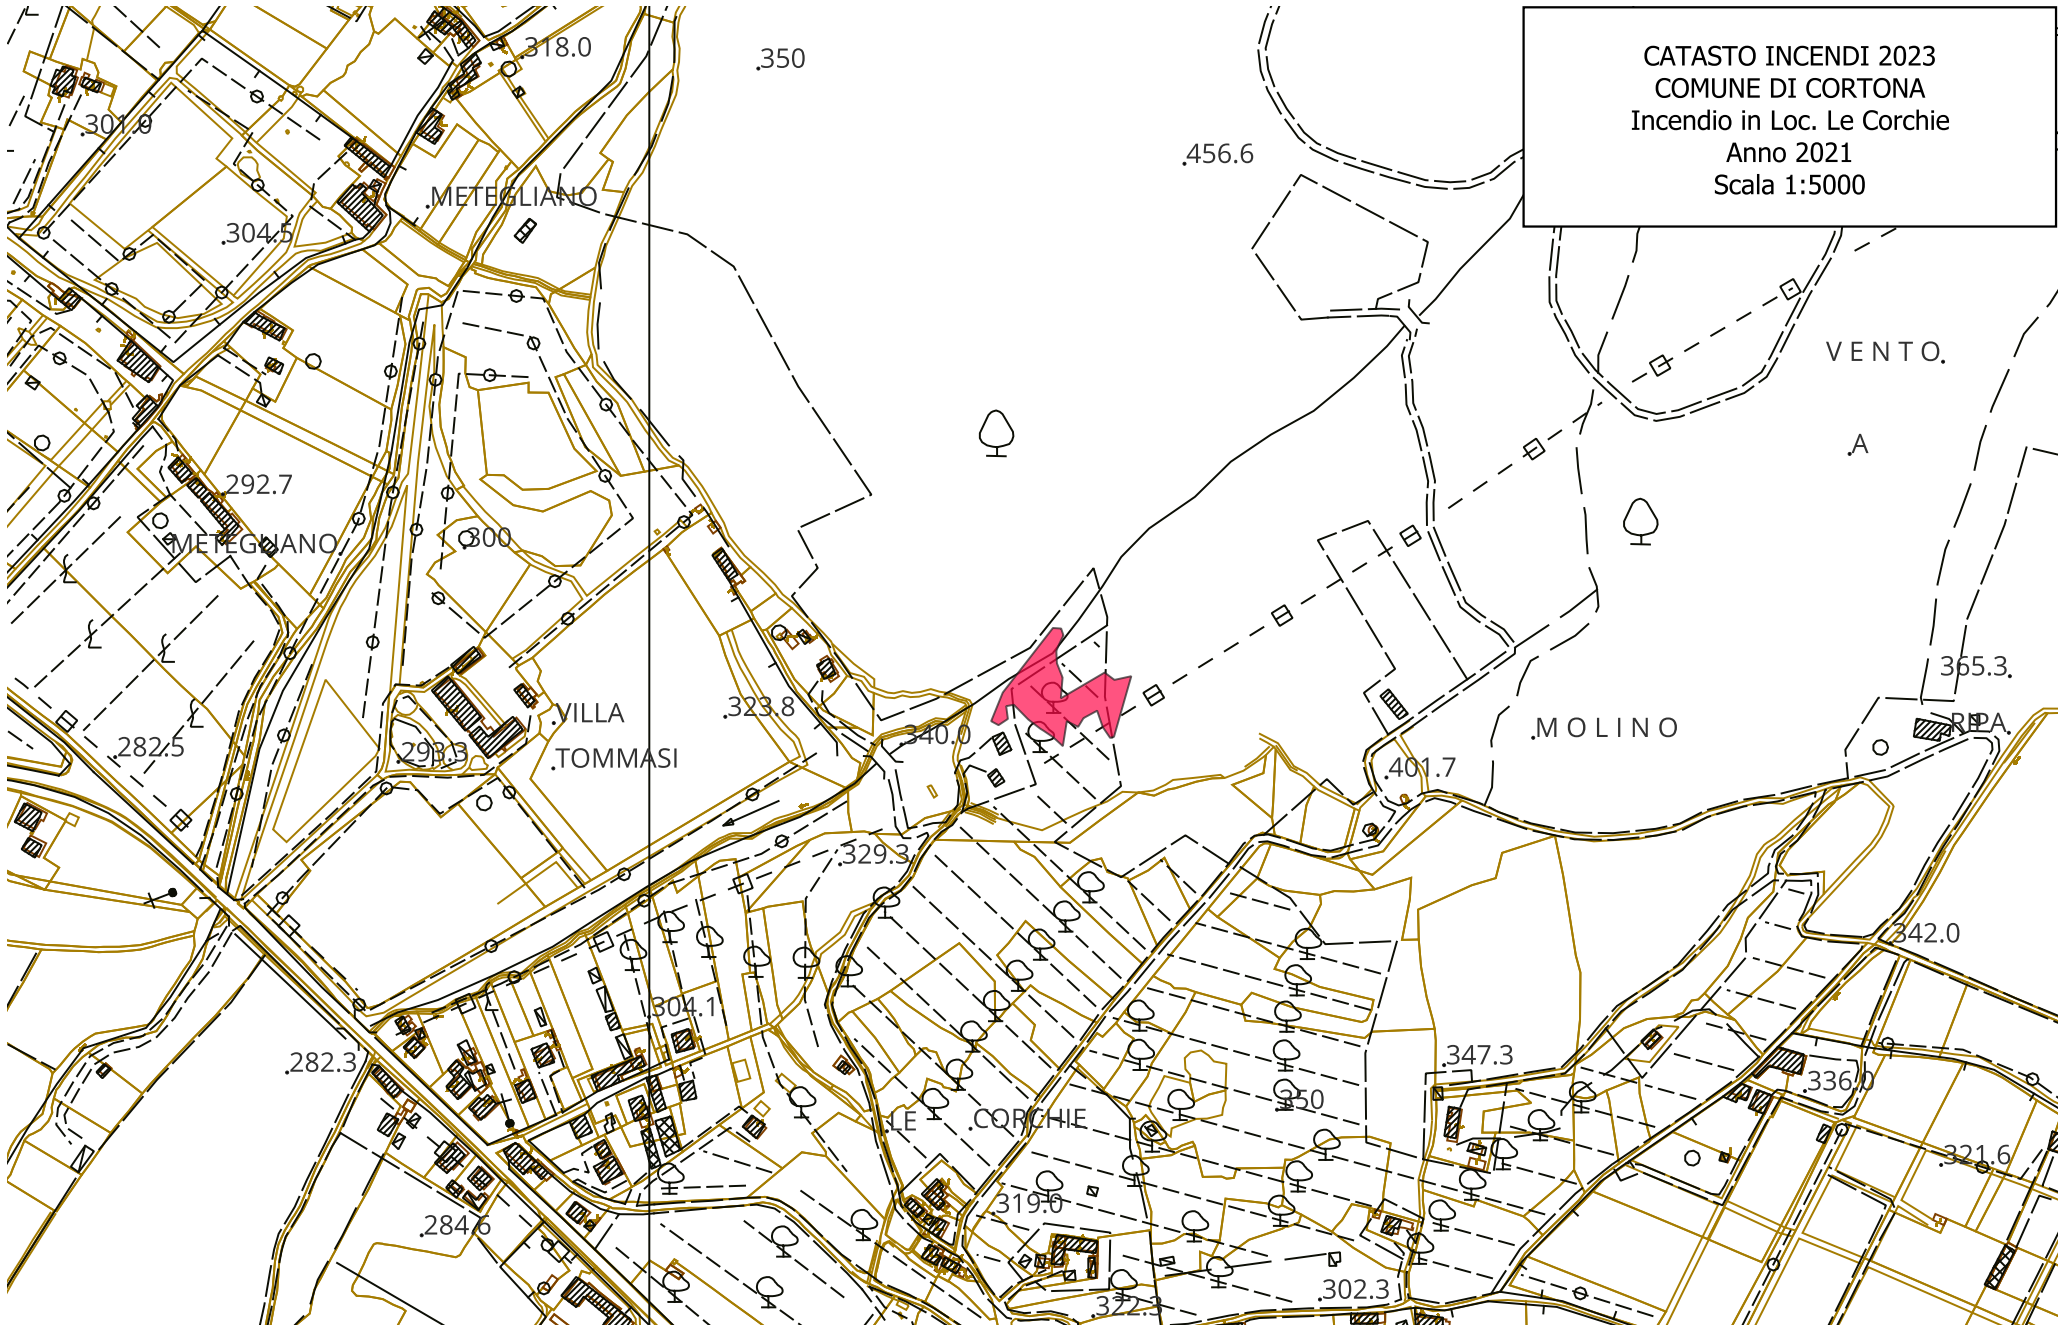 CATASTO INCENDI 2023
COMUNE DI CORTONA
Incendio in Loc. Le Corchie
Anno 2021
Scala 1:5000
.318.0
.350
.301.9
.456.6
.METEGLIANO
.304.5
VENTO.
.A
.292.7
METEGLIANO.
.300
365.3.
.VILLA
.323.8
.340.0
.282.5
.293.3
.TOMMASI
.MOLINO
RIPA.
.401.7
.329.3
.342.0
.304.1
.282.3
.347.3
.336.0
.350
.LE
.CORCHIE
.321.6
.319.0
.284.6
.302.3
.322.3